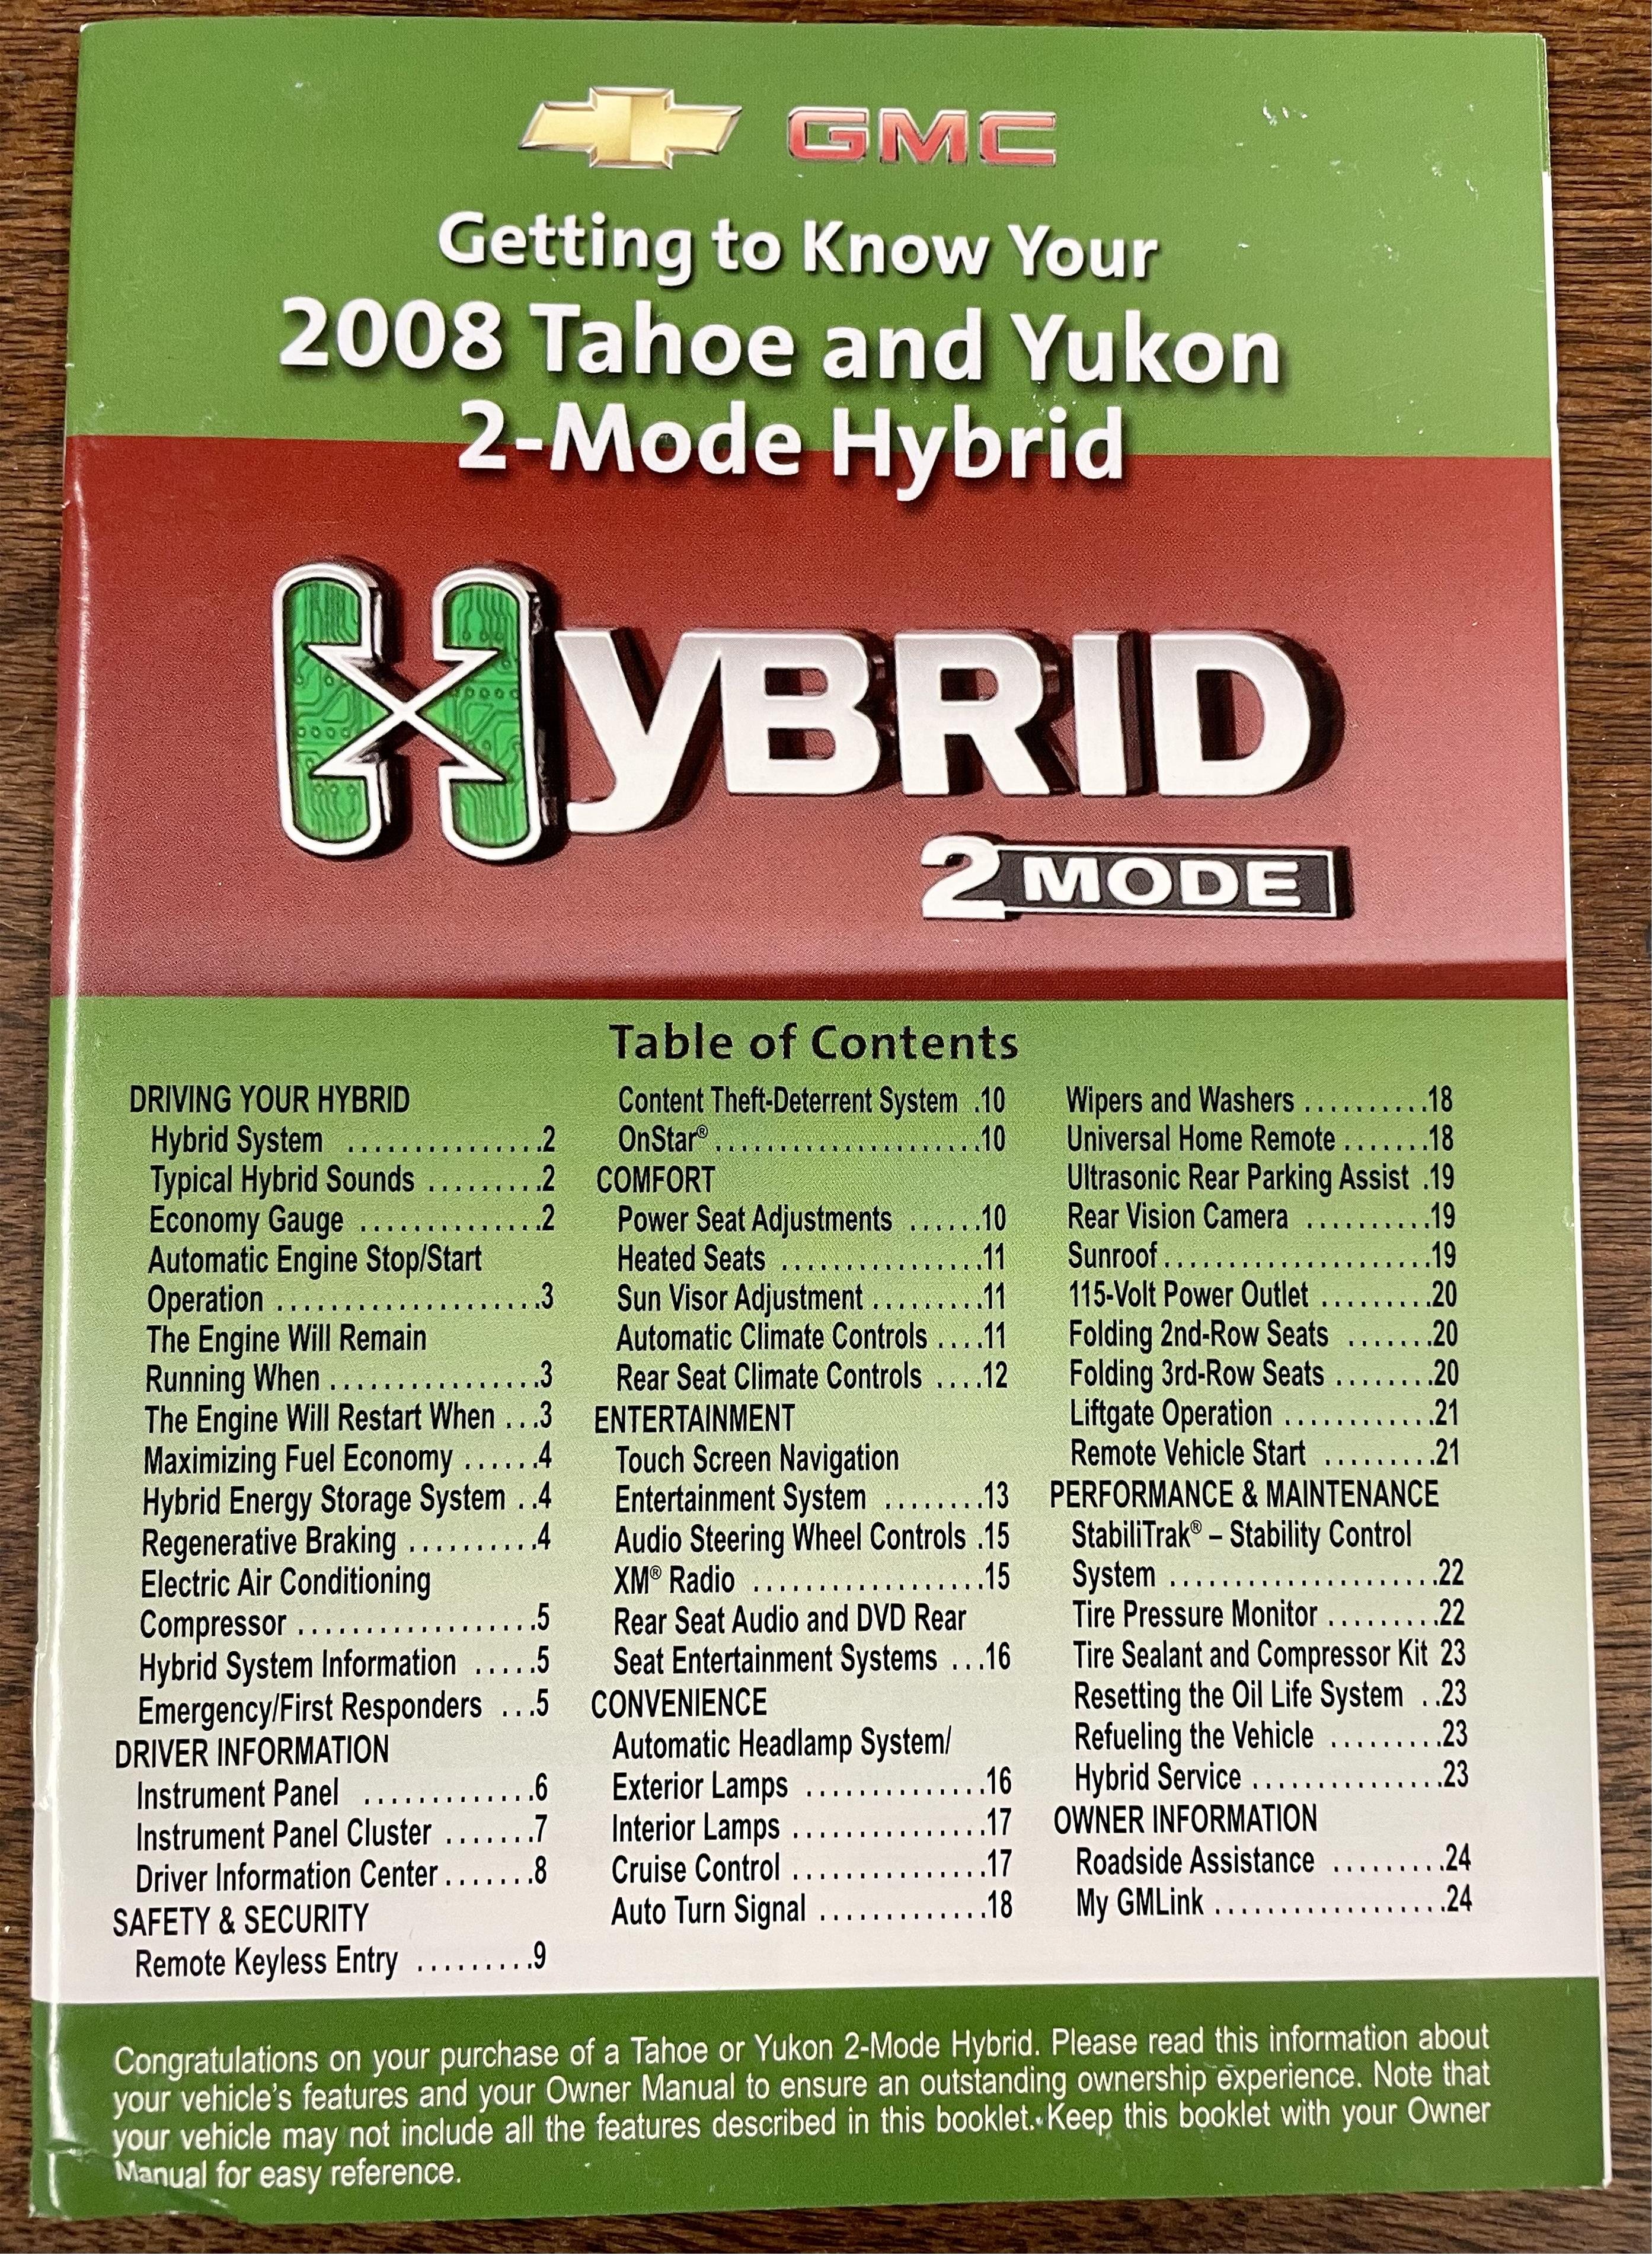 GMC
Getting to Know Your
2008 Tahoe and Yukon
2-Mode Hybrid
HyBRID
2 MODE
Table of Contents
DRIVING YOUR HYBRID
Hybrid System ...............2
Typical Hybrid Sounds .........2
Economy Gauge ..............2
Automatic Engine Stop/Start
Operation .....................3
The Engine Will Remain
Running When ................3
The Engine Will Restart When ...3
Maximizing Fuel Economy ......4
Hybrid Energy Storage System ..4
Regenerative Braking ..........4
Electric Air Conditioning
Compressor ..................5
Hybrid System Information .....5
Emergency/First Responders ...5
DRIVER INFORMATION
Instrument Panel .............6
Instrument Panel Cluster .......7
Driver Information Center .......8
SAFETY & SECURITY
Remote Keyless Entry .........9
Content Theft-Deterrent System .10
OnStar® .....................10
COMFORT
Power Seat Adjustments ......10
Heated Seats ................11
Sun Visor Adjustment .........11
Automatic Climate Controls ....11
Rear Seat Climate Controls ....12
ENTERTAINMENT
Touch Screen Navigation
Entertainment System ........13
Audio Steering Wheel Controls .15
XM® Radio ..................15
Rear Seat Audio and DVD Rear
Seat Entertainment Systems ...16
CONVENIENCE
Automatic Headlamp System/
Exterior Lamps ..............16
Interior Lamps ...............17
Cruise Control ...............17
Auto Turn Signal .............18
Wipers and Washers ..........18
Universal Home Remote .......18
Ultrasonic Rear Parking Assist .19
Rear Vision Camera ..........19
Sunroof .....................19
115-Volt Power Outlet .........20
Folding 2nd-Row Seats .......20
Folding 3rd-Row Seats ........20
Liftgate Operation ............21
Remote Vehicle Start .........21
PERFORMANCE & MAINTENANCE
StabiliTrak® – Stability Control
System .....................22
Tire Pressure Monitor .........22
Tire Sealant and Compressor Kit 23
Resetting the Oil Life System ..23
Refueling the Vehicle .........23
Hybrid Service ...............23
OWNER INFORMATION
Roadside Assistance .........24
My GMLink ..................24
Congratulations on your purchase of a Tahoe or Yukon 2-Mode Hybrid. Please read this information about
your vehicle's features and your Owner Manual to ensure an outstanding ownership experience. Note that
your vehicle may not include all the features described in this booklet. Keep this booklet with your Owner
Manual for easy reference.